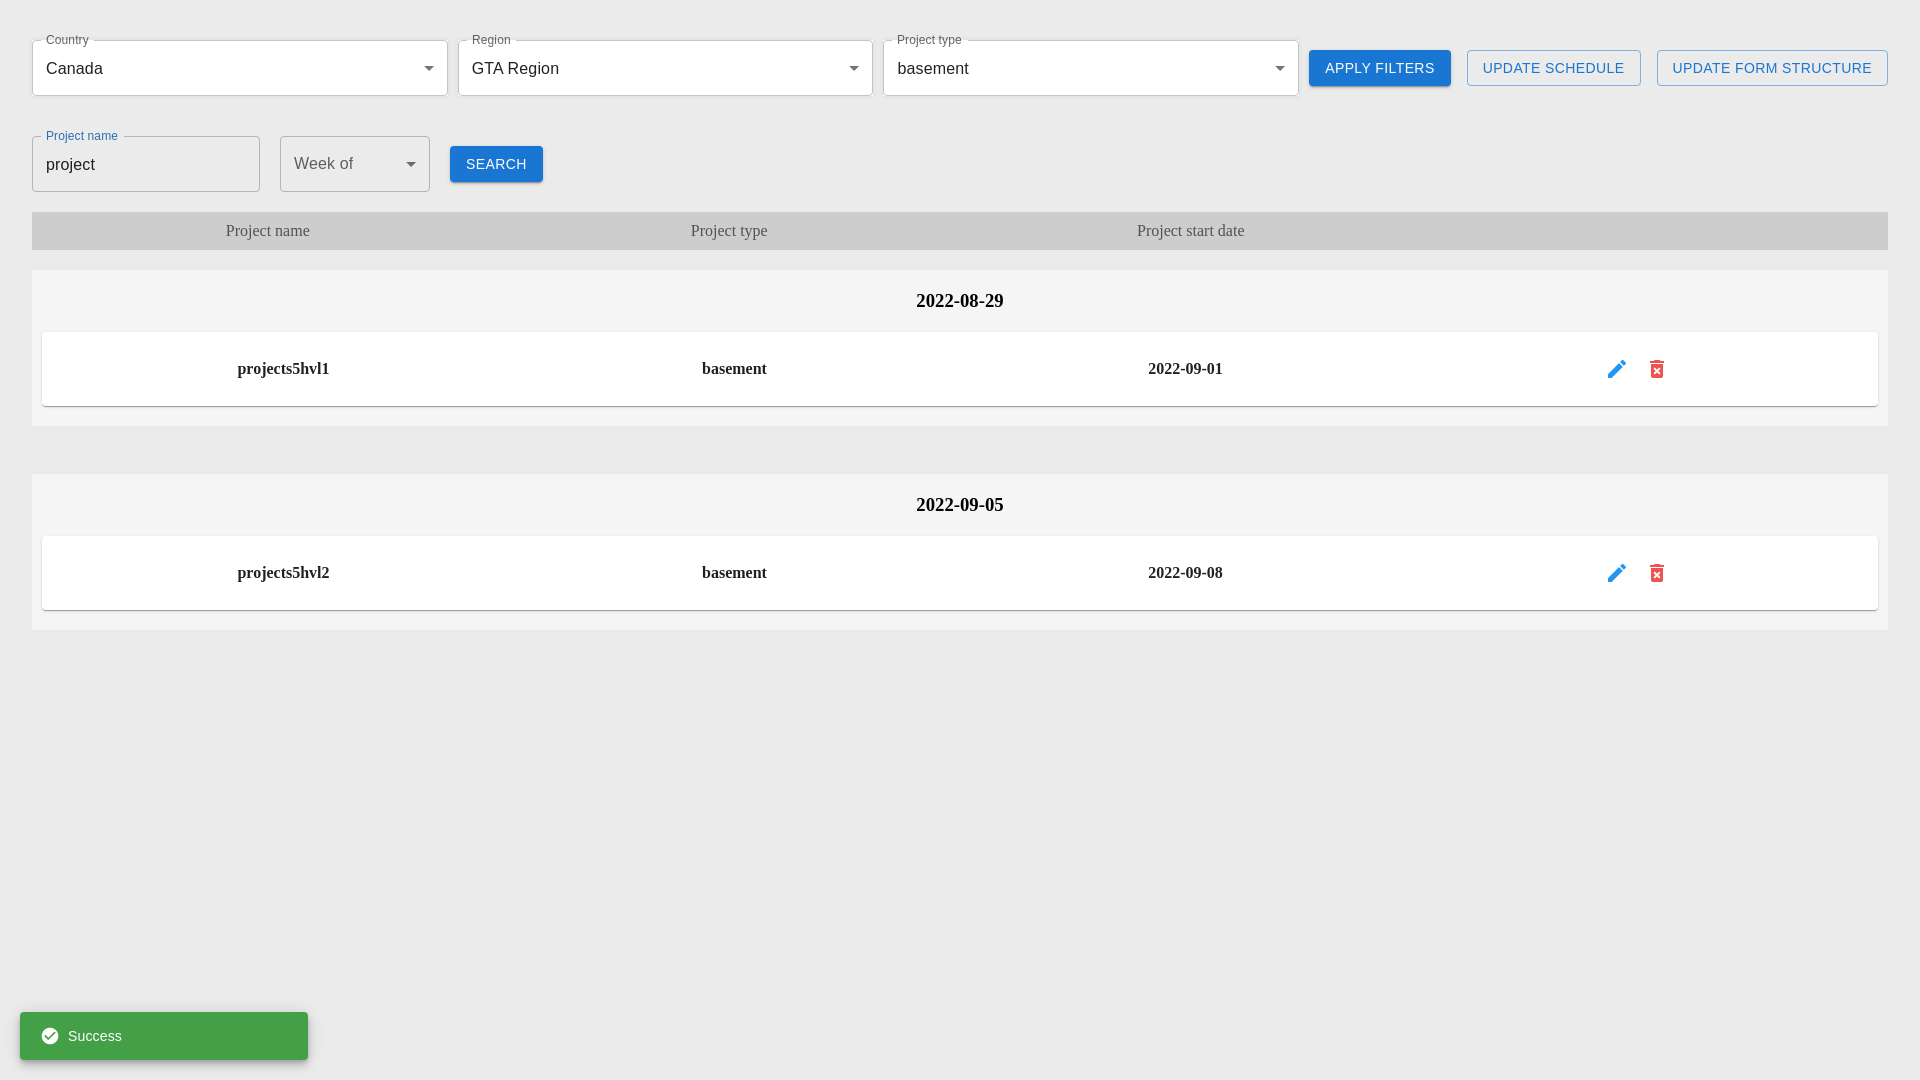 Country
Canada
Region
GTA Region
Project type
basement
APPLY FILTERS
UPDATE SCHEDULE
UPDATE FORM STRUCTURE
Project name
project
Week of
SEARCH
Project name Project type Project start date
2022-08-29
projects5hvl1 basement 2022-09-01
2022-09-05
projects5hvl2 basement 2022-09-08
Success